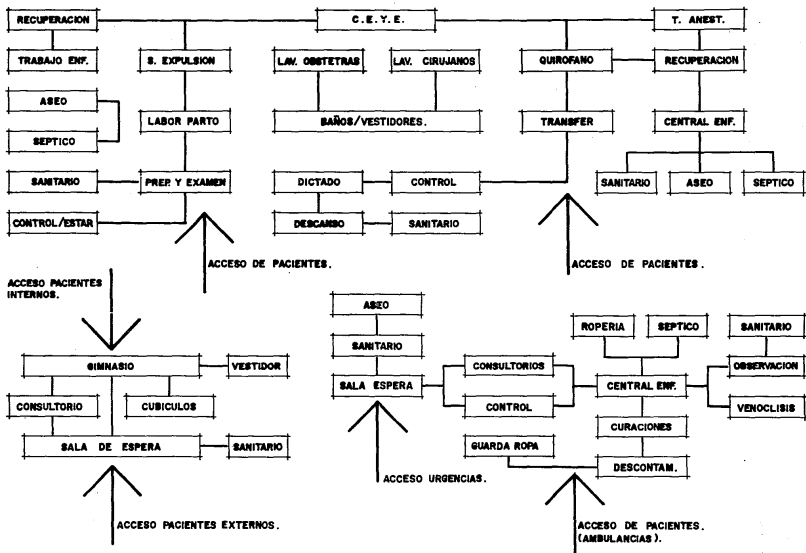 RECUPERACION
C.E.Y.E.
T. ANEST.
TRABAJO ENF.
S. EXPULSION
LAV. OBSTETRAS
LAV. CIRUJANOS
QUIROFANO
RECUPERACION
ASEO
LABOR PARTO
BAÑOS/VESTIDORES.
TRANSFER
CENTRAL ENF.
SEPTICO
SANITARIO
PREP. Y EXAMEN
DICTADO
CONTROL
SANITARIO
ASEO
SEPTICO
CONTROL/ESTAR
DESCANSO
SANITARIO
ACCESO DE PACIENTES.
ACCESO DE PACIENTES.
ACCESO PACIENTES
INTERNOS.
GIMNASIO
VESTIDOR
CONSULTORIO
CUBICULOS
SALA DE ESPERA
SANITARIO
ACCESO PACIENTES EXTERNOS.
ASEO
SANITARIO
SALA ESPERA
CONSULTORIOS
CONTROL
ROPERIA
SEPTICO
SANITARIO
CENTRAL ENF.
OBSERVACION
VENOCLISIS
CURACIONES
GUARDA ROPA
DESCONTAM.
ACCESO URGENCIAS.
ACCESO DE PACIENTES.
(AMBULANCIAS).